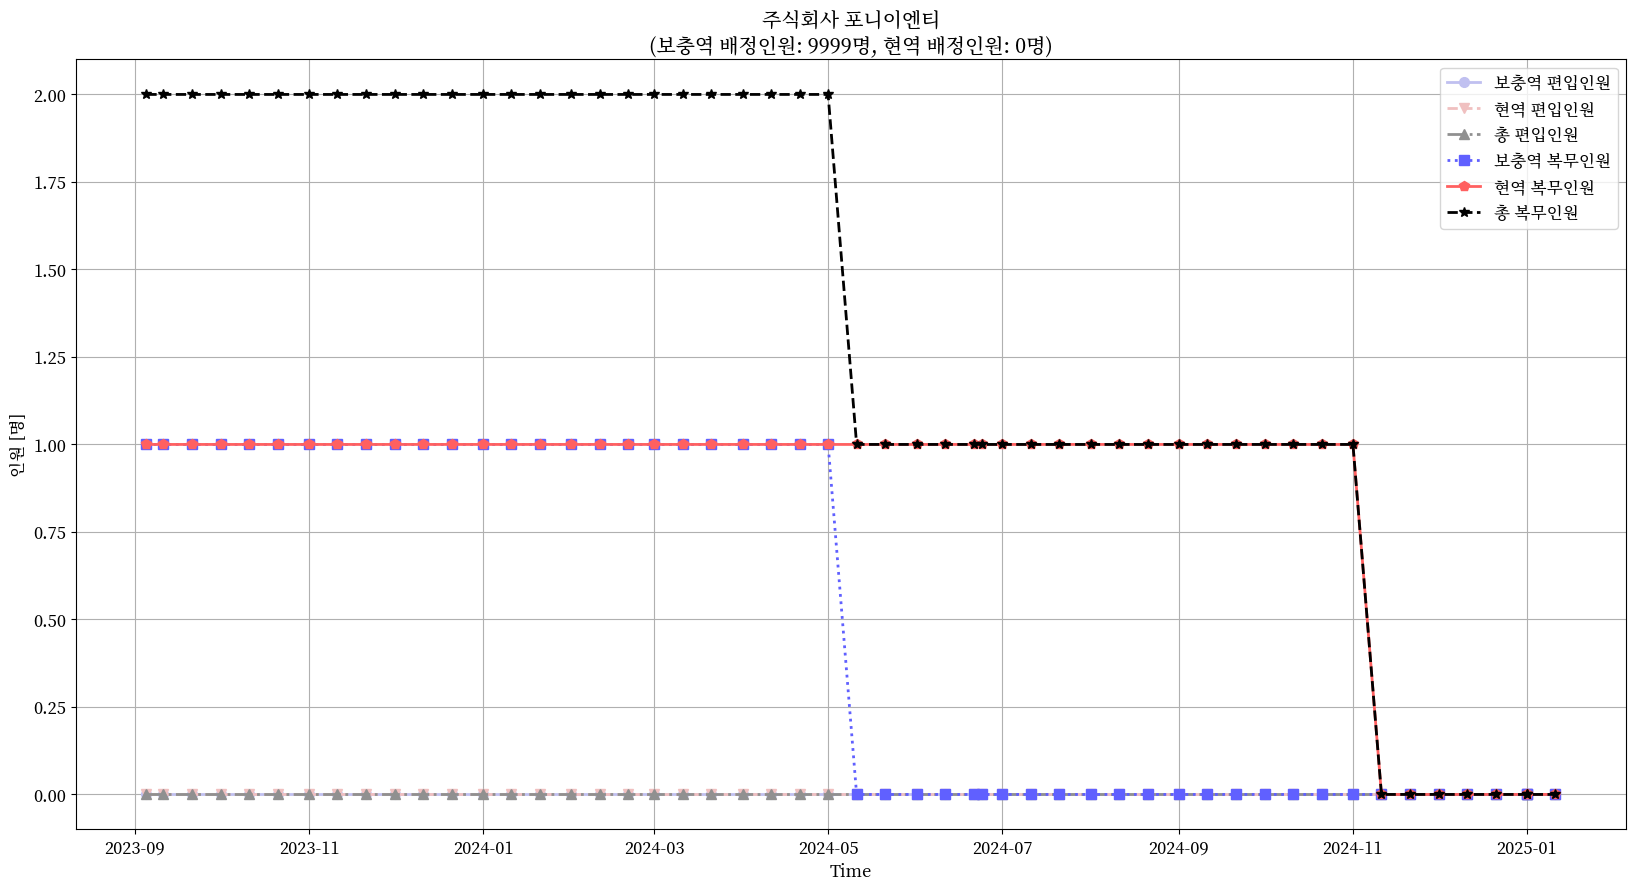 주식회사 포니이엔티
(보충역 배정인원: 9999명, 현역 배정인원: 0명)
보충역 편입인원
현역 편입인원
총 편입인원
보충역 복무인원
현역 복무인원
총 복무인원
인원 [명]
2.00
1.75
1.50
1.25
1.00
0.75
0.50
0.25
0.00
2023-09
2023-11
2024-01
2024-03
2024-05
2024-07
2024-09
2024-11
2025-01
Time